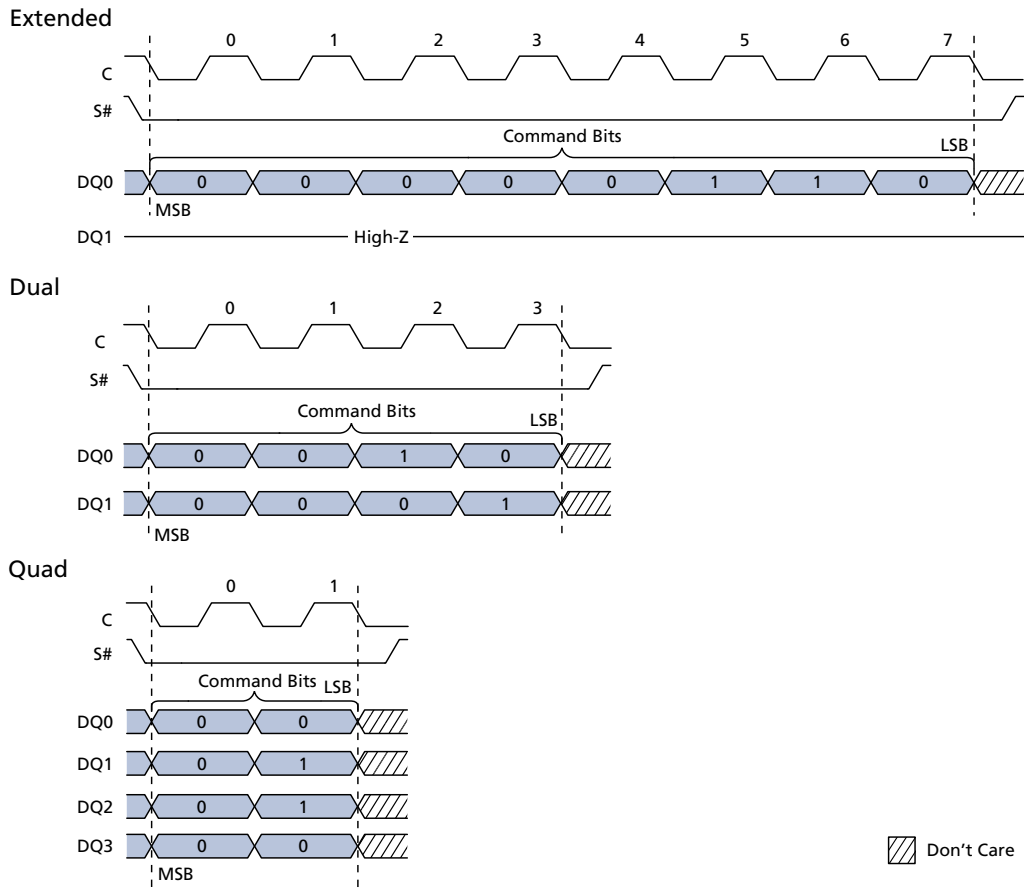 Extended
0 1 2 3 4 5 6 7
C
S#
Command Bits
LSB
DQ0 0 0 0 0 0 1 1 0
MSB
DQ1 High-Z
Dual
0 1 2 3
C
S#
Command Bits
LSB
DQ0 0 0 1 0
DQ1 0 0 0 1
MSB
Quad
0 1
C
S#
Command Bits LSB
DQ0 0 0
DQ1 0 1
DQ2 0 1
DQ3 0 0
MSB
Don't Care